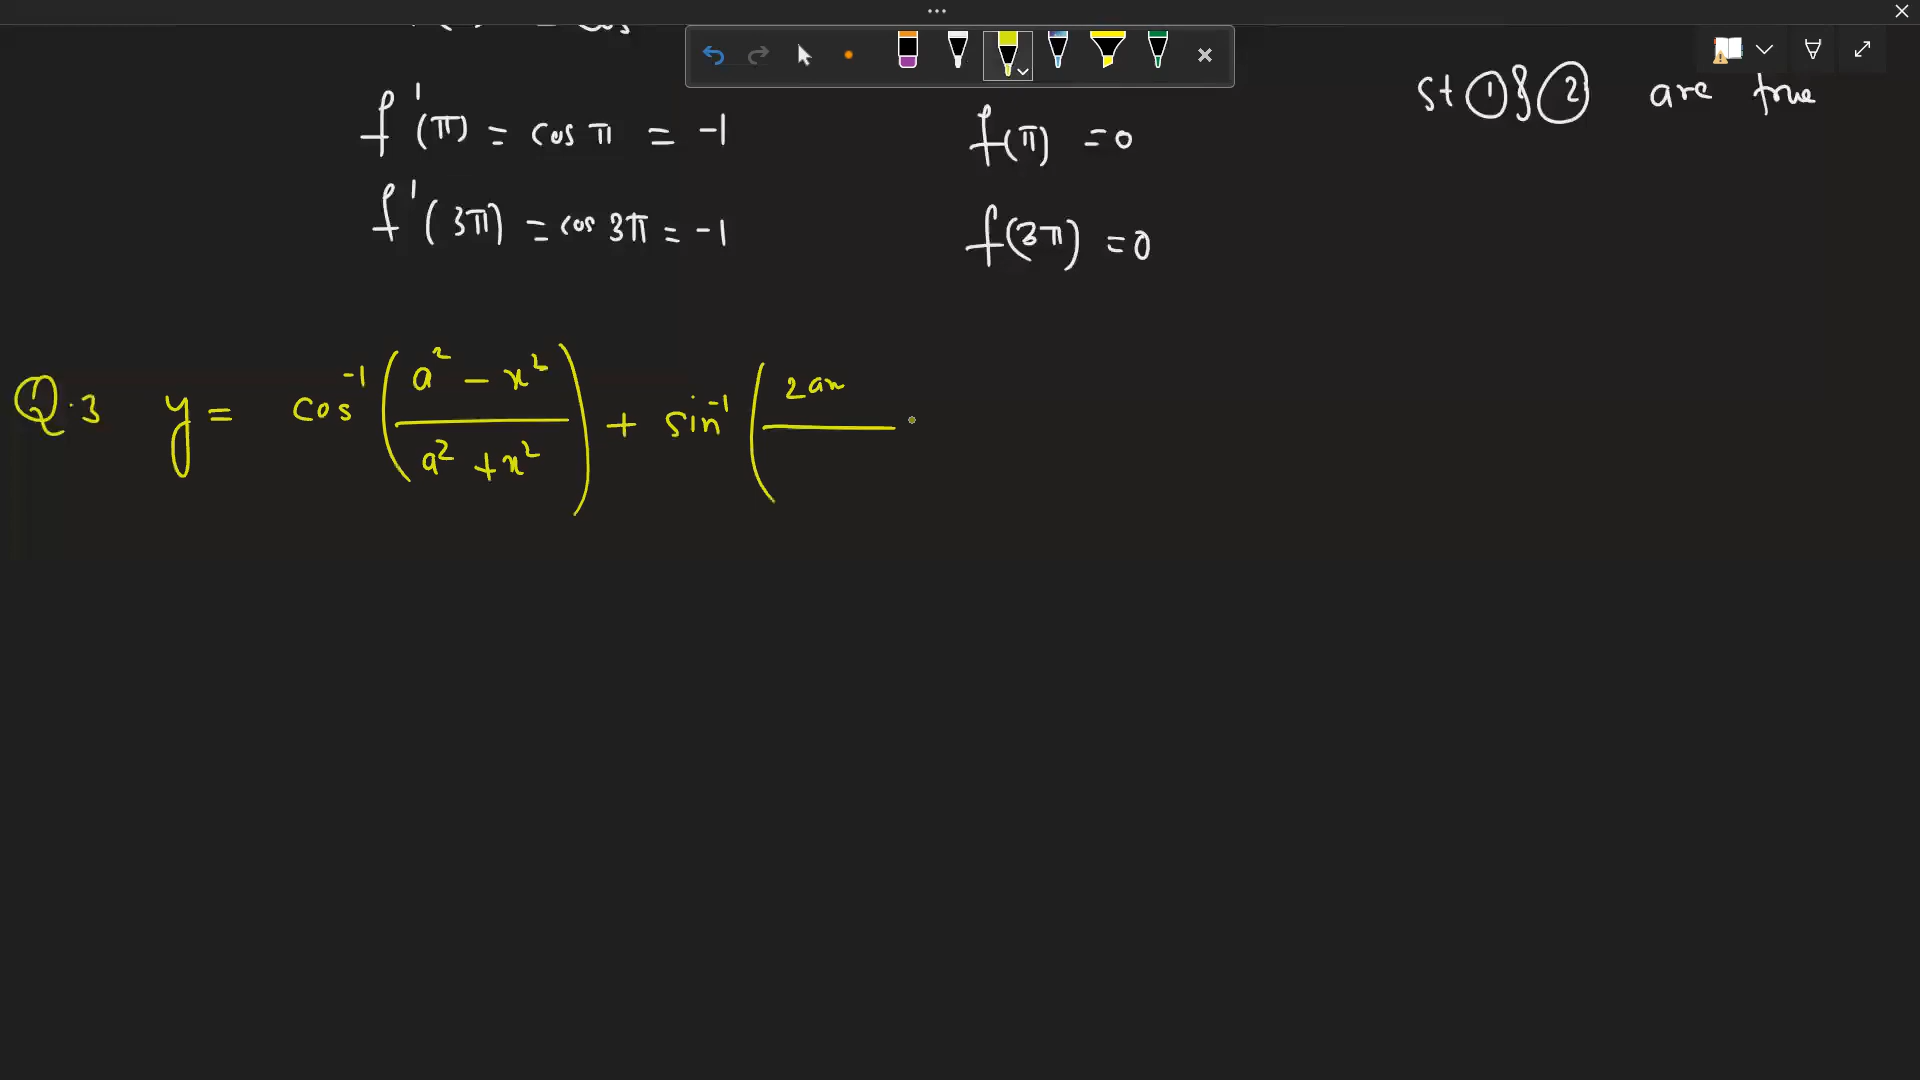 st ① & ② are true
f'(π) = cos π = -1
f(π) = 0
f'(3π) = cos 3π = -1
f(3π) = 0
Q.3 y = cos⁻¹ (a² - x² / a² + x²) + sin⁻¹ (2ax /